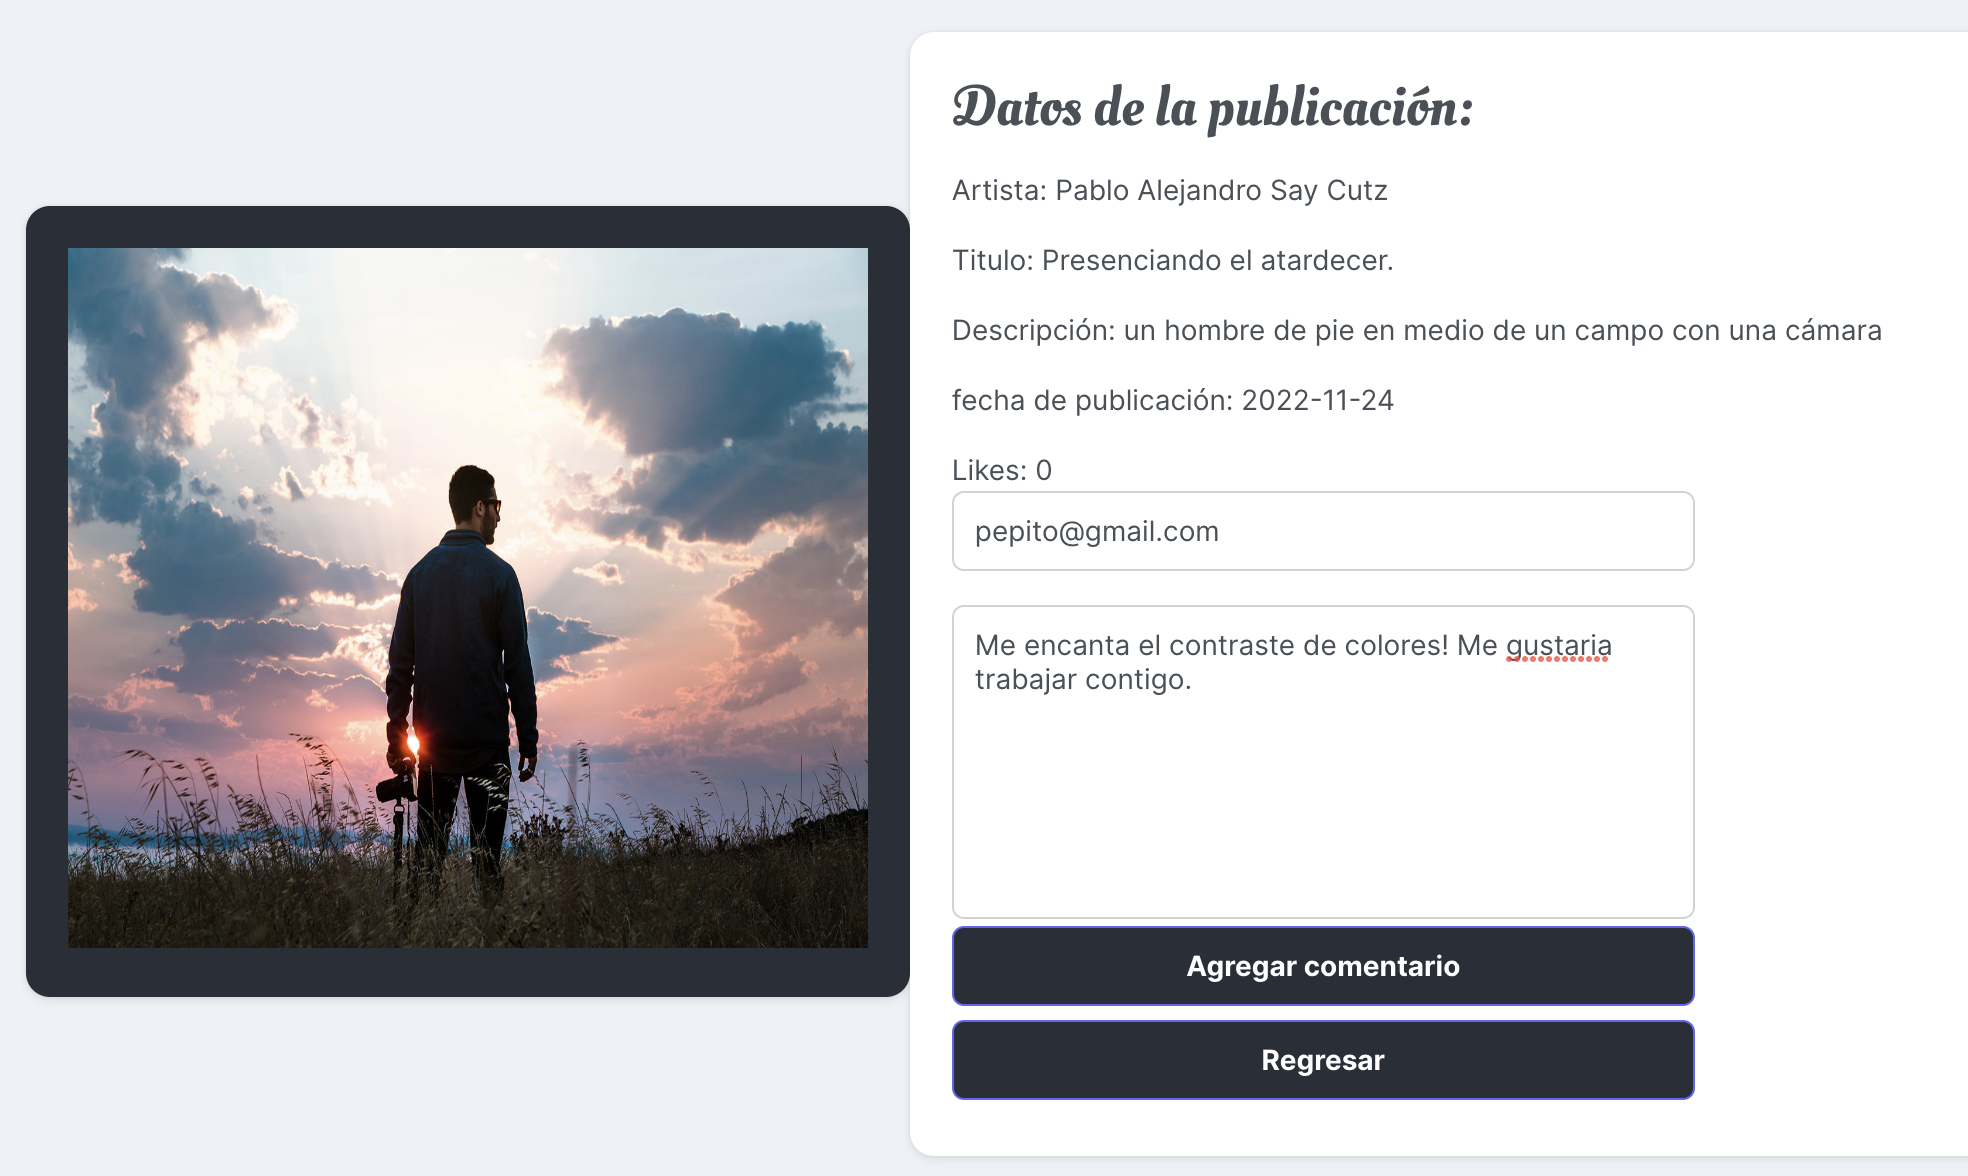 Datos de la publicación:
Artista: Pablo Alejandro Say Cutz
Titulo: Presenciando el atardecer.
Descripción: un hombre de pie en medio de un campo con una cámara
fecha de publicación: 2022-11-24
Likes: 0
pepito@gmail.com
Me encanta el contraste de colores! Me gustaria
trabajar contigo.
Agregar comentario
Regresar